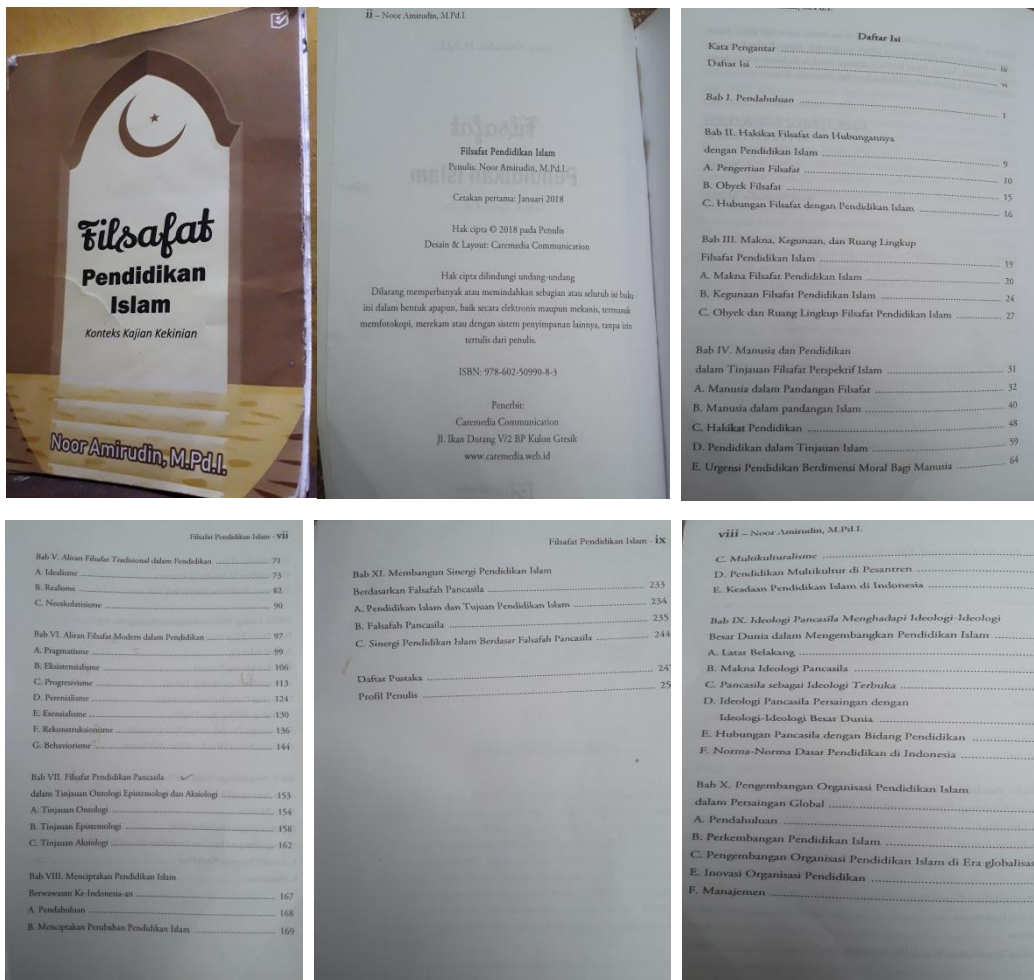 Filsafat
Pendidikan
Islam
Konteks Kajian Kekinian
Noor Amirudin, M.Pd.I.
ii – Noor Amirudin, M.Pd.I.
Filsafat Pendidikan Islam
Penulis: Noor Amirudin, M.Pd.I.
Cetakan pertama: Januari 2018
Hak cipta © 2018 pada Penulis
Desain & Layout: Caremedia Communication
Hak cipta dilindungi undang-undang
Dilarang memperbanyak atau memindahkan sebagian atau seluruh isi buku
ini dalam bentuk apapun, baik secara elektronis maupun mekanis, termasuk
memfotokopi, merekam atau dengan sistem penyimpanan lainnya, tanpa izin
tertulis dari penulis.
ISBN: 978-602-50990-8-3
Penerbit:
Caremedia Communication
Jl. Ikan Dorang V/2 BP Kulon Gresik
www.caremedia.web.id
Daftar Isi
Kata Pengantar iii
Daftar Isi vi
Bab I. Pendahuluan 1
Bab II. Hakikat Filsafat dan Hubungannya
dengan Pendidikan Islam 9
A. Pengertian Filsafat 10
B. Obyek Filsafat 15
C. Hubungan Filsafat dengan Pendidikan Islam 16
Bab III. Makna, Kegunaan, dan Ruang Lingkup
Filsafat Pendidikan Islam 19
A. Makna Filsafat Pendidikan Islam 20
B. Kegunaan Filsafat Pendidikan Islam 24
C. Obyek dan Ruang Lingkup Filsafat Pendidikan Islam 27
Bab IV. Manusia dan Pendidikan
dalam Tinjauan Filsafat Perspektif Islam 31
A. Manusia dalam Pandangan Filsafat 32
B. Manusia dalam pandangan Islam 40
C. Hakikat Pendidikan 48
D. Pendidikan dalam Tinjauan Islam 59
E. Urgensi Pendidikan Berdimensi Moral Bagi Manusia 64
Filsafat Pendidikan Islam - vii
Bab V. Aliran Filsafat Tradisional dalam Pendidikan 71
A. Idealisme 73
B. Realisme 82
C. Neoskolatisisme 90
Bab VI. Aliran Filsafat Modern dalam Pendidikan 97
A. Pragmatisme 99
B. Eksistensialisme 106
C. Progresivisme 113
D. Perenialisme 124
E. Esensialisme 130
F. Rekonstruksionisme 136
G. Behaviorisme 144
Bab VII. Filsafat Pendidikan Pancasila
dalam Tinjauan Ontologi Epistemologi dan Aksiologi 153
A. Tinjauan Ontologi 154
B. Tinjauan Epistemologi 158
C. Tinjauan Aksiologi 162
Bab VIII. Menciptakan Pendidikan Islam
Berwawasan Ke-Indonesia-an 167
A. Pendahuluan 168
B. Menciptakan Perubahan Pendidikan Islam 169
Filsafat Pendidikan Islam - ix
Bab XI. Membangun Sinergi Pendidikan Islam
Berdasarkan Falsafah Pancasila 233
A. Pendidikan Islam dan Tujuan Pendidikan Islam 234
B. Falsafah Pancasila 235
C. Sinergi Pendidikan Islam Berdasar Falsafah Pancasila 244
Daftar Pustaka 24
Profil Penulis 25
viii – Noor Amirudin, M.Pd.I.
C. Multikulturalisme
D. Pendidikan Multikultur di Pesantren
E. Keadaan Pendidikan Islam di Indonesia
Bab IX. Ideologi Pancasila Menghadapi Ideologi-Ideologi
Besar Dunia dalam Mengembangkan Pendidikan Islam
A. Latar Belakang
B. Makna Ideologi Pancasila
C. Pancasila sebagai Ideologi Terbuka
D. Ideologi Pancasila Persaingan dengan
Ideologi-Ideologi Besar Dunia
E. Hubungan Pancasila dengan Bidang Pendidikan
F. Norma-Norma Dasar Pendidikan di Indonesia
Bab X. Pengembangan Organisasi Pendidikan Islam
dalam Persaingan Global
A. Pendahuluan
B. Perkembangan Pendidikan Islam
C. Pengembangan Organisasi Pendidikan Islam di Era globalisas
E. Inovasi Organisasi Pendidikan
F. Manajemen